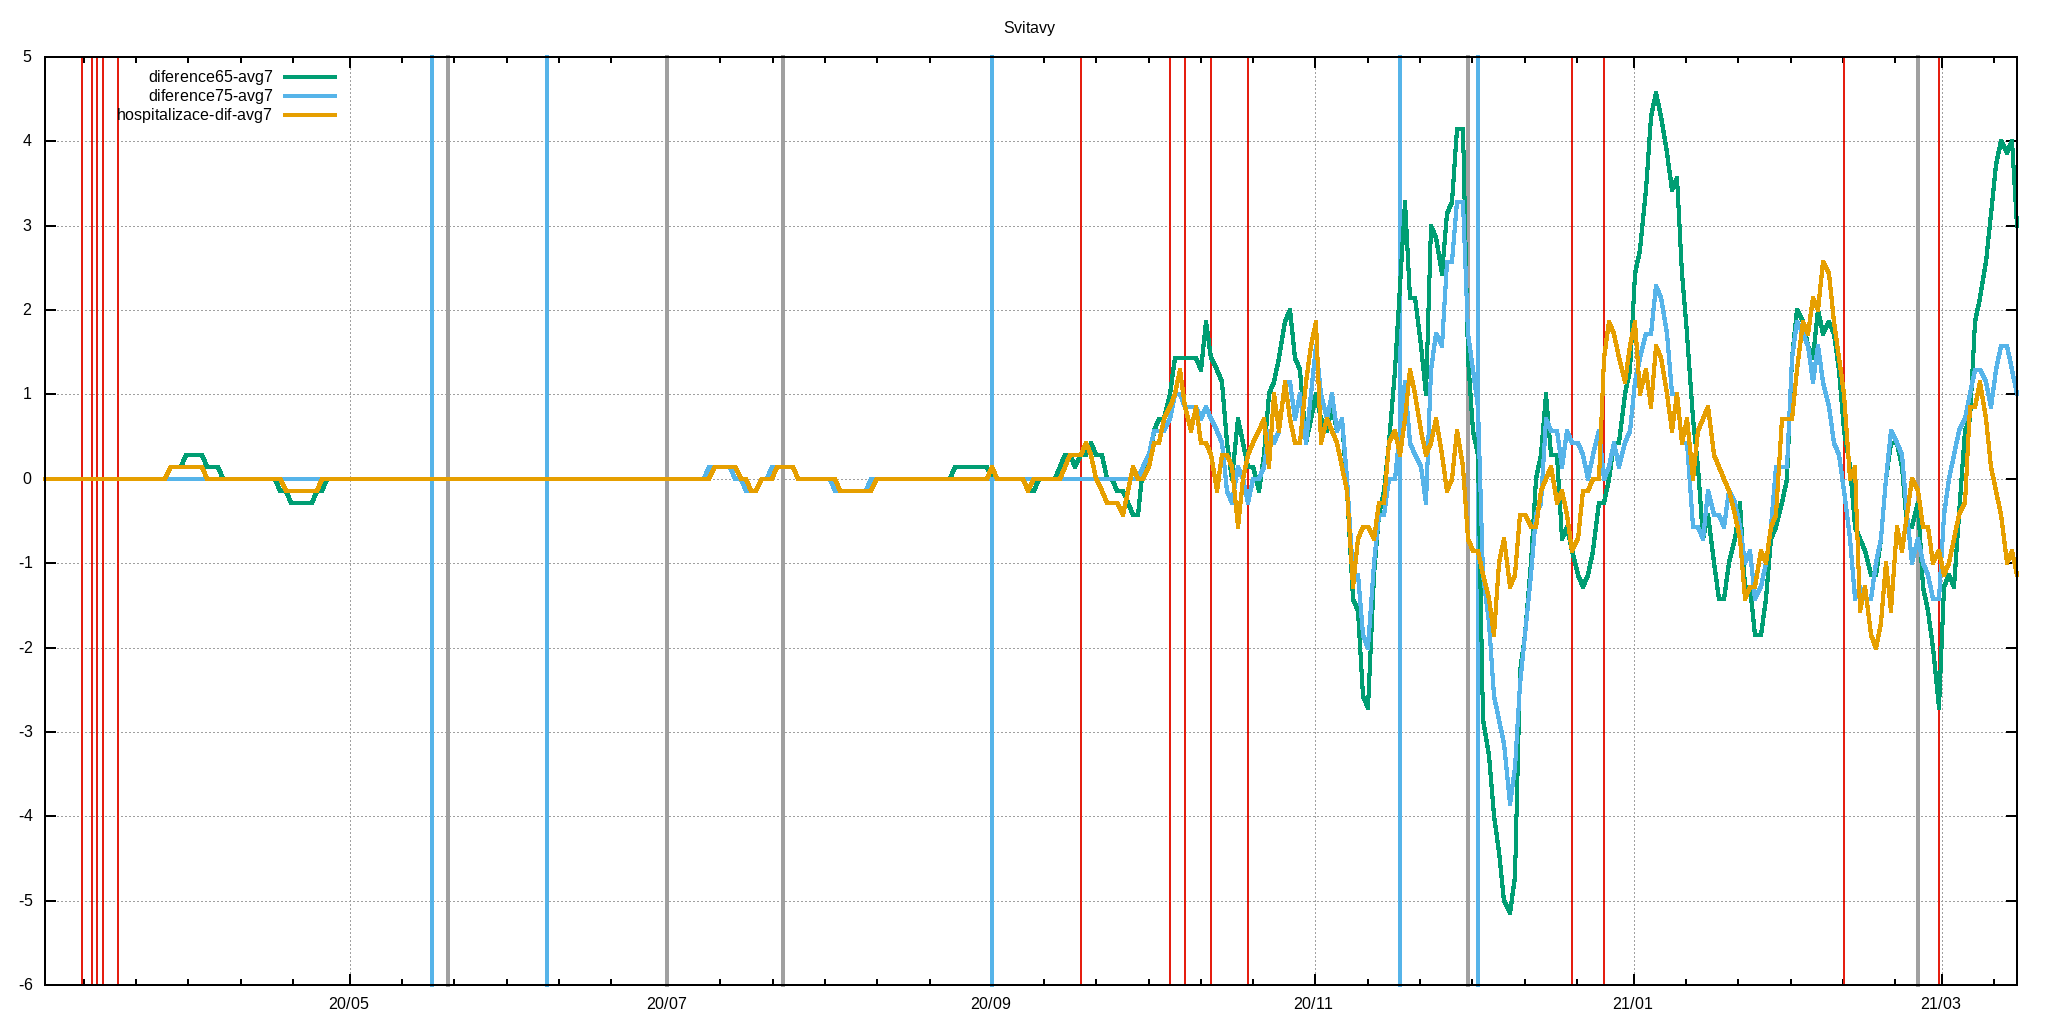 Svitavy
diference65-avg7
diference75-avg7
hospitalizace-dif-avg7
5
4
3
2
1
0
-1
-2
-3
-4
-5
-6
20/05 20/07 20/09 20/11 21/01 21/03